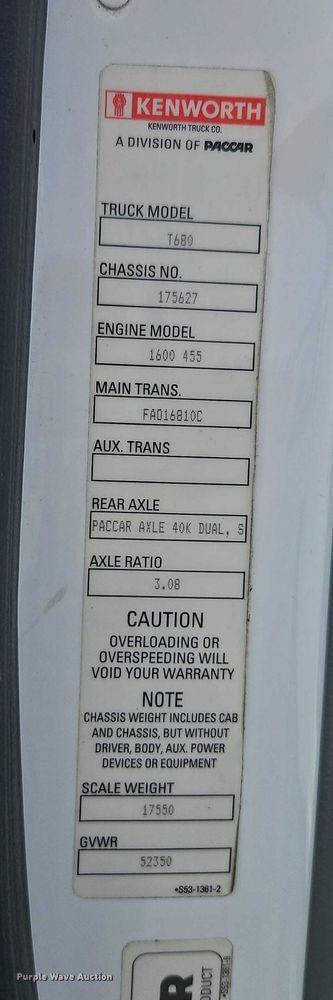 KENWORTH
KENWORTH TRUCK CO.
A DIVISION OF PACCAR
TRUCK MODEL
T680
CHASSIS NO.
175627
ENGINE MODEL
1600 455
MAIN TRANS.
FAO16810C
AUX. TRANS
REAR AXLE
PACCAR AXLE 40K DUAL, S
AXLE RATIO
3.08
CAUTION
OVERLOADING OR
OVERSPEEDING WILL
VOID YOUR WARRANTY
NOTE
CHASSIS WEIGHT INCLUDES CAB
AND CHASSIS, BUT WITHOUT
DRIVER, BODY, AUX. POWER
DEVICES OR EQUIPMENT
SCALE WEIGHT
17550
GVWR
52350
•S53-1361-2
Purple Wave Auction
R
ODUCT